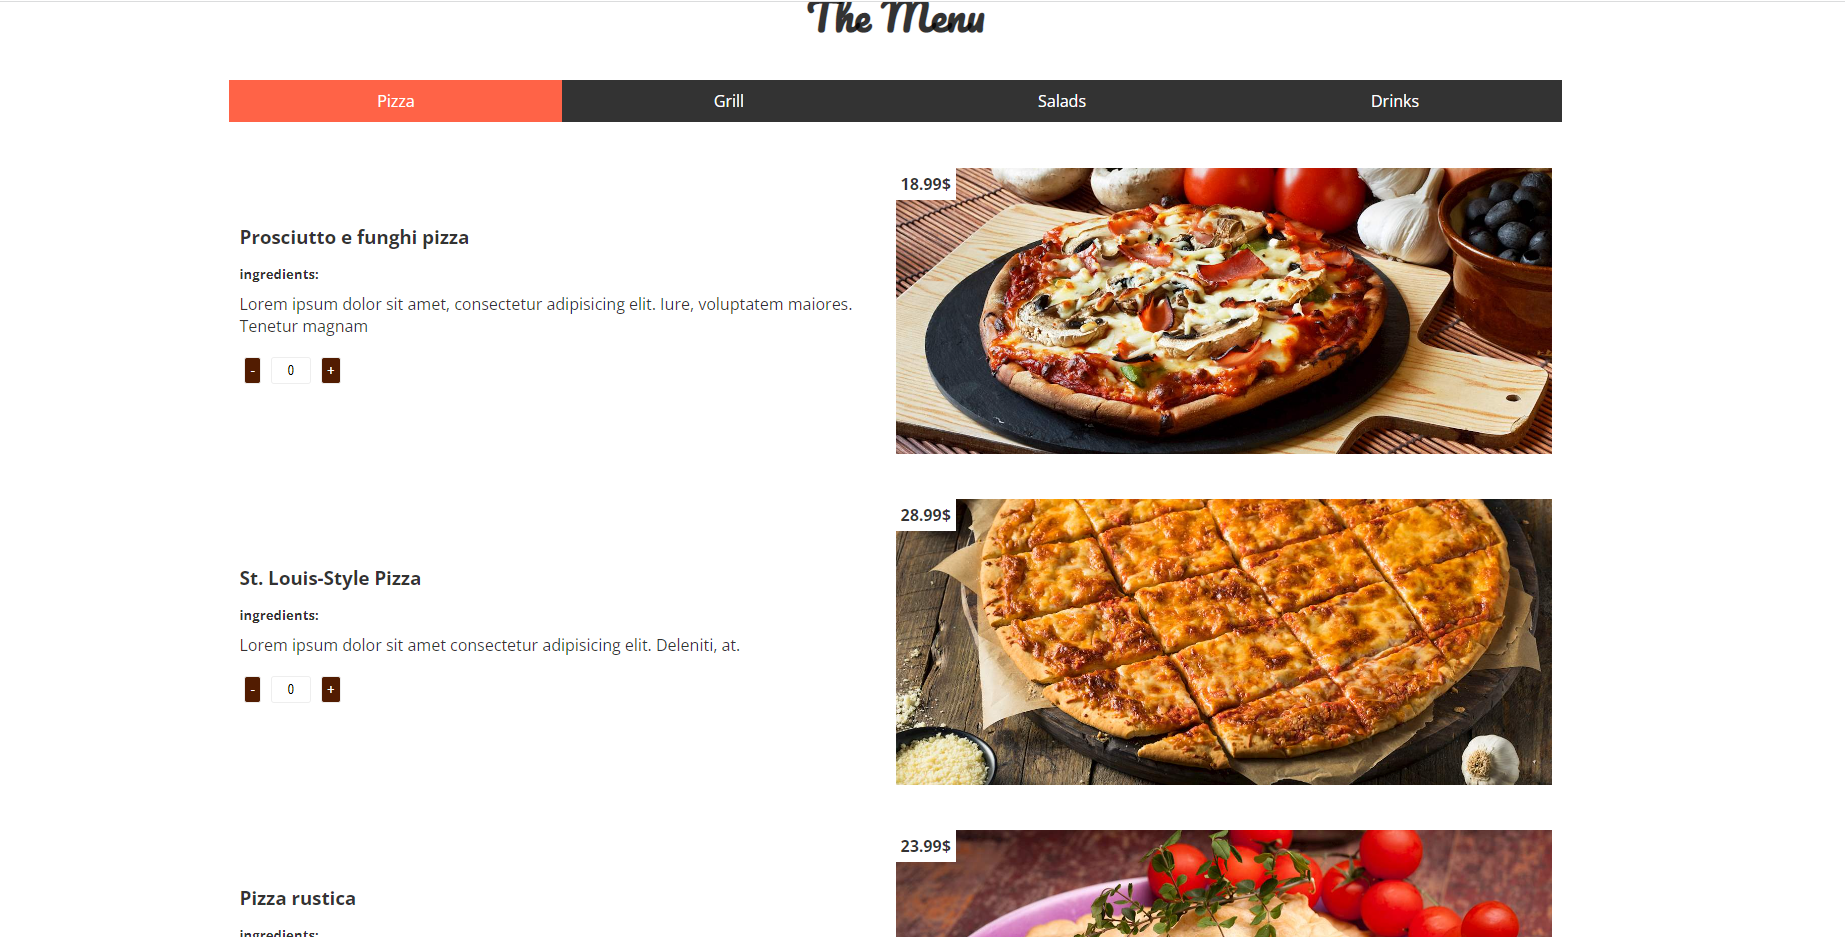 The Menu
Pizza Grill Salads Drinks
18.99$
Prosciutto e funghi pizza
ingredients:
Lorem ipsum dolor sit amet, consectetur adipisicing elit. Iure, voluptatem maiores.
Tenetur magnam
- 0 +
28.99$
St. Louis-Style Pizza
ingredients:
Lorem ipsum dolor sit amet consectetur adipisicing elit. Deleniti, at.
- 0 +
23.99$
Pizza rustica
ingredients: